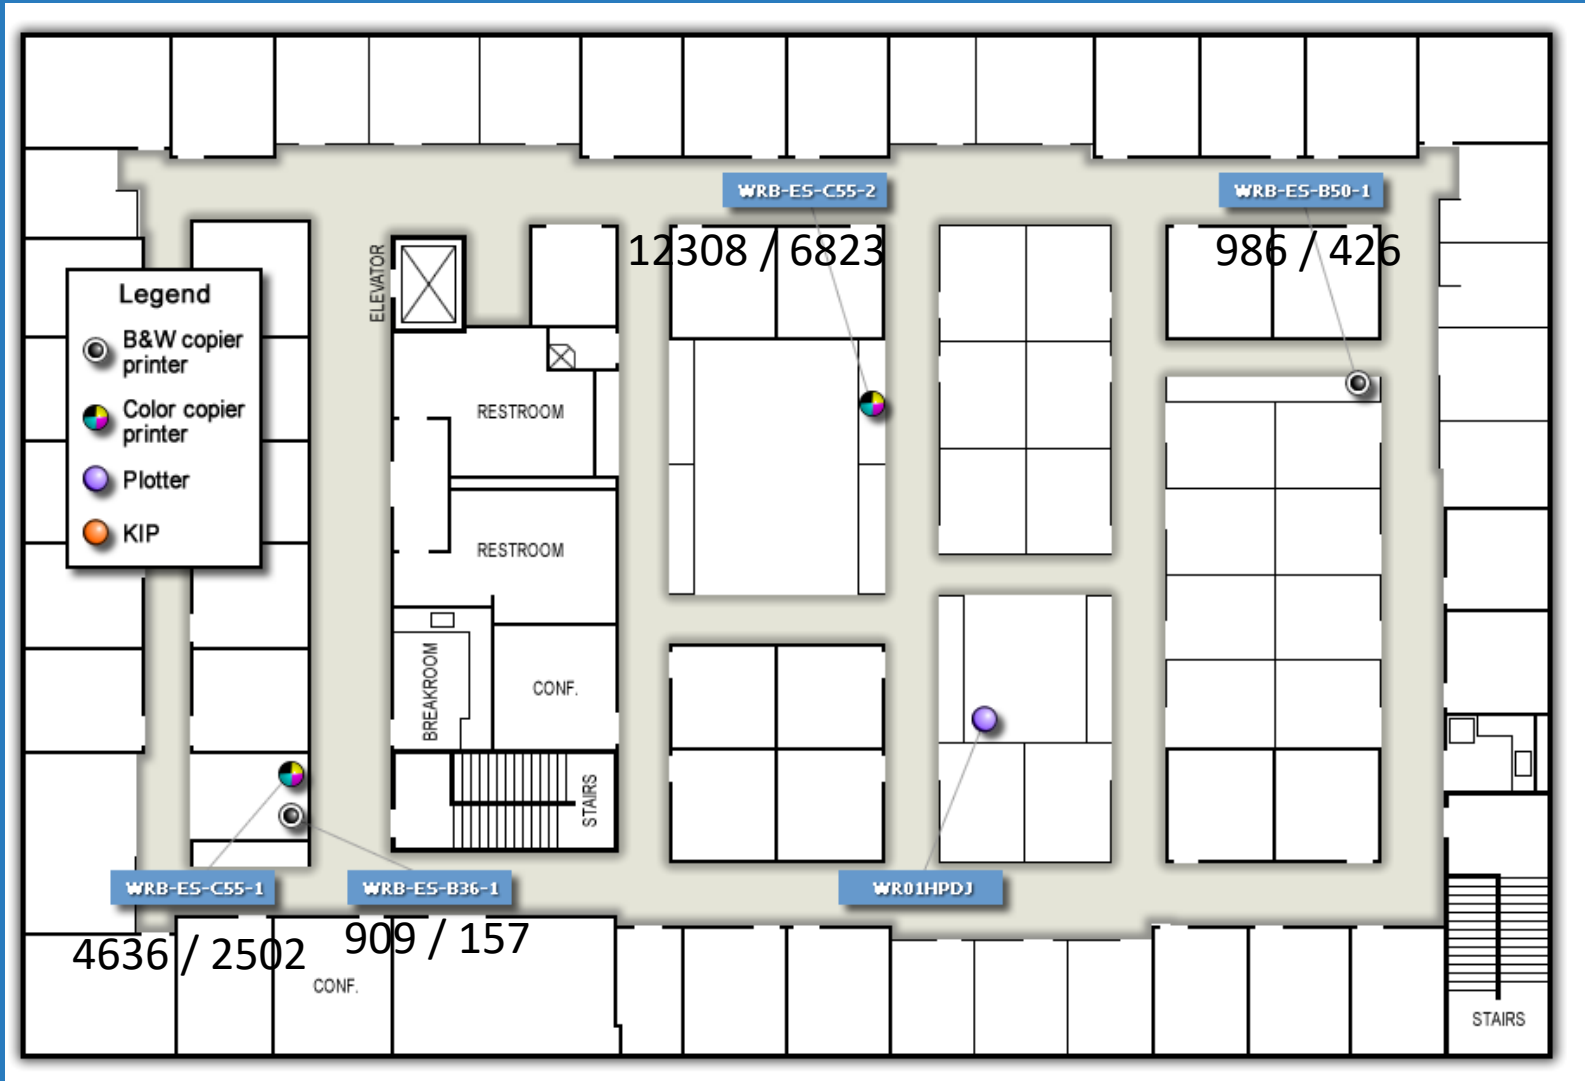 WRB-ES-C55-2
WRB-ES-B50-1
12308 / 6823
986 / 426
ELEVATOR
Legend
B&W copier
printer
Color copier
printer
Plotter
KIP
RESTROOM
RESTROOM
BREAKROOM
CONF.
STAIRS
WRB-ES-C55-1
WRB-ES-B36-1
WR01HPDJ
4636 / 2502
909 / 157
CONF.
STAIRS